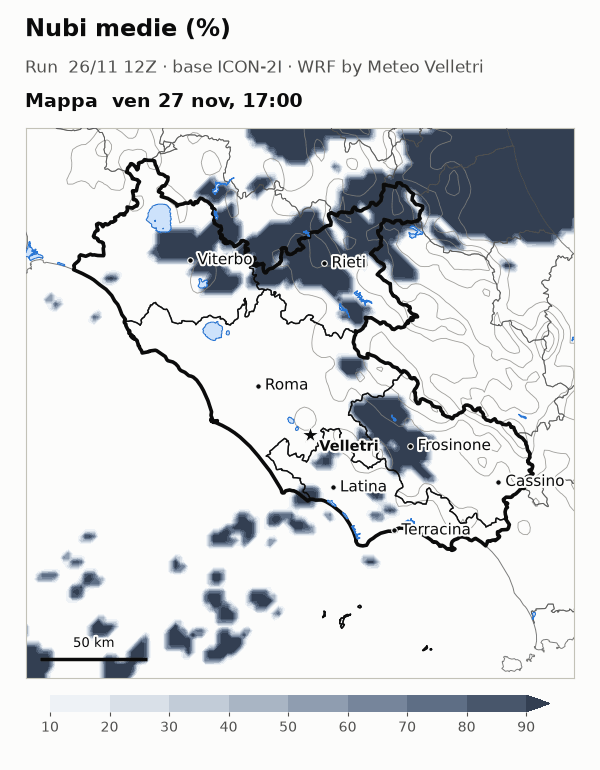 Nubi medie (%)
Run  26/11 12Z · base ICON-2I · WRF by Meteo Velletri
Mappa  ven 27 nov, 17:00
Viterbo
Rieti
Roma
Velletri
Frosinone
Latina
Cassino
Terracina
50 km
10 20 30 40 50 60 70 80 90